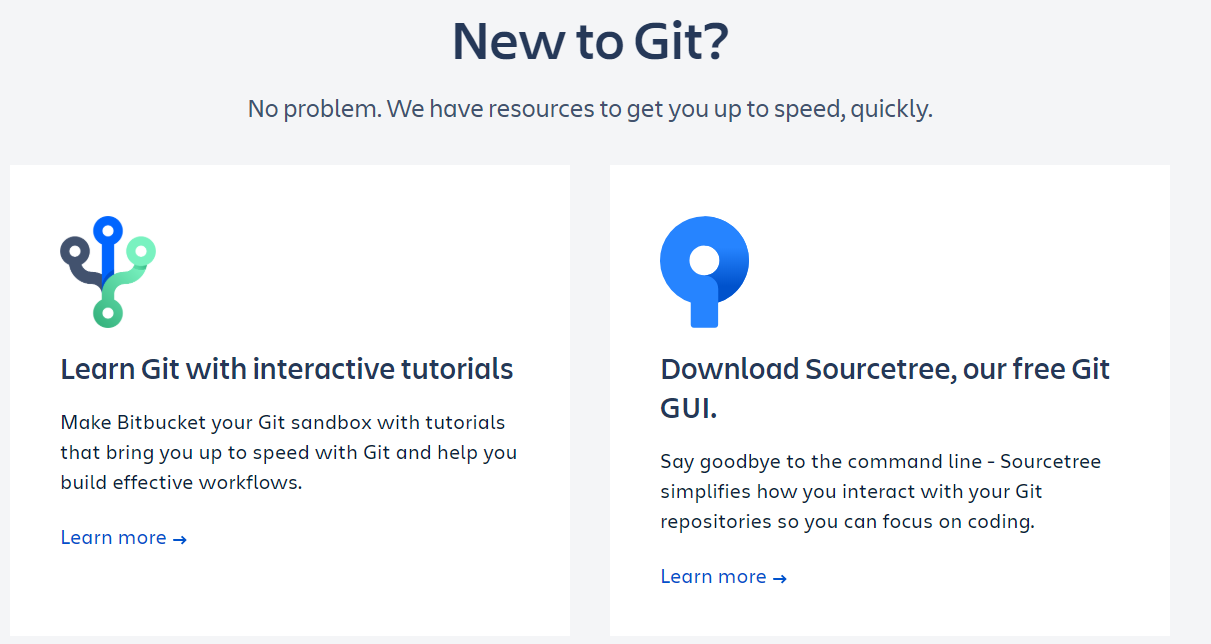 New to Git?
No problem. We have resources to get you up to speed, quickly.
Learn Git with interactive tutorials
Make Bitbucket your Git sandbox with tutorials
that bring you up to speed with Git and help you
build effective workflows.
Learn more →
Download Sourcetree, our free Git
GUI.
Say goodbye to the command line - Sourcetree
simplifies how you interact with your Git
repositories so you can focus on coding.
Learn more →